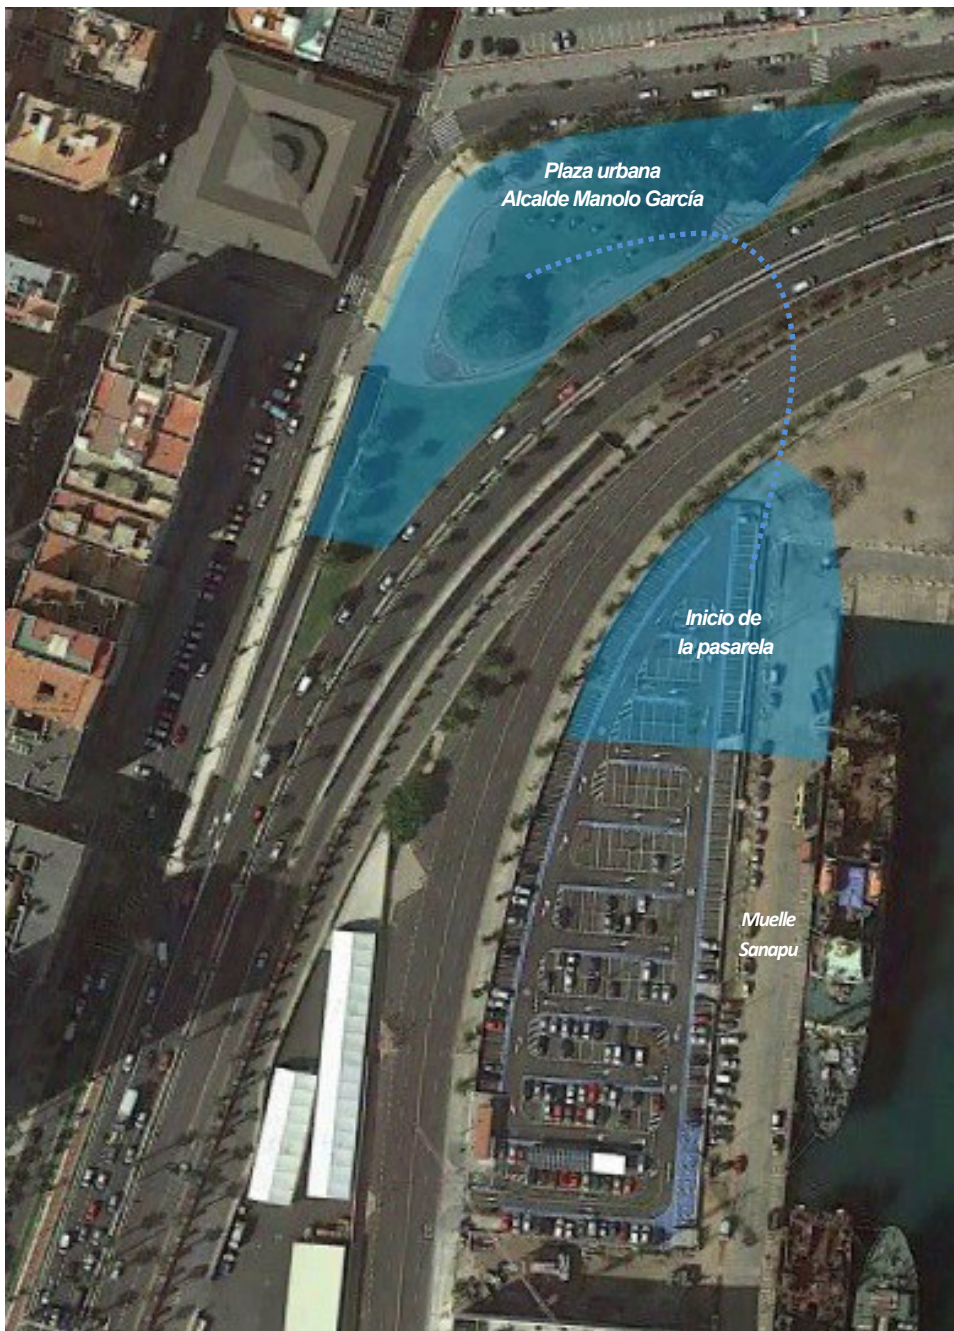 Plaza urbana
Alcalde Manolo García
Inicio de
la pasarela
Muelle
Sanapu